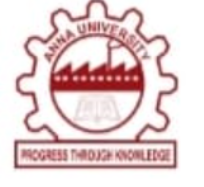 ANNA UNIVERSITY
PROGRESS THROUGH KNOWLEDGE